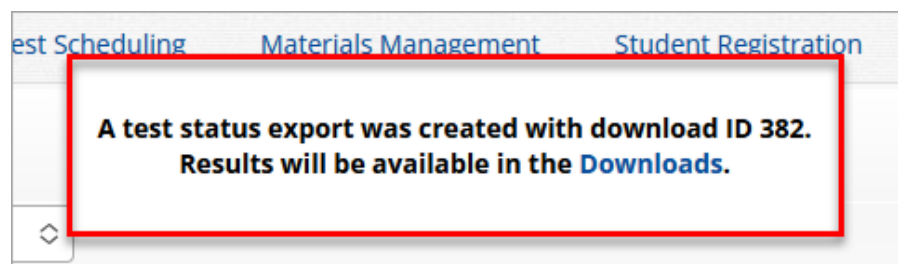 est Scheduling Materials Management Student Registration
A test status export was created with download ID 382.
Results will be available in the Downloads.